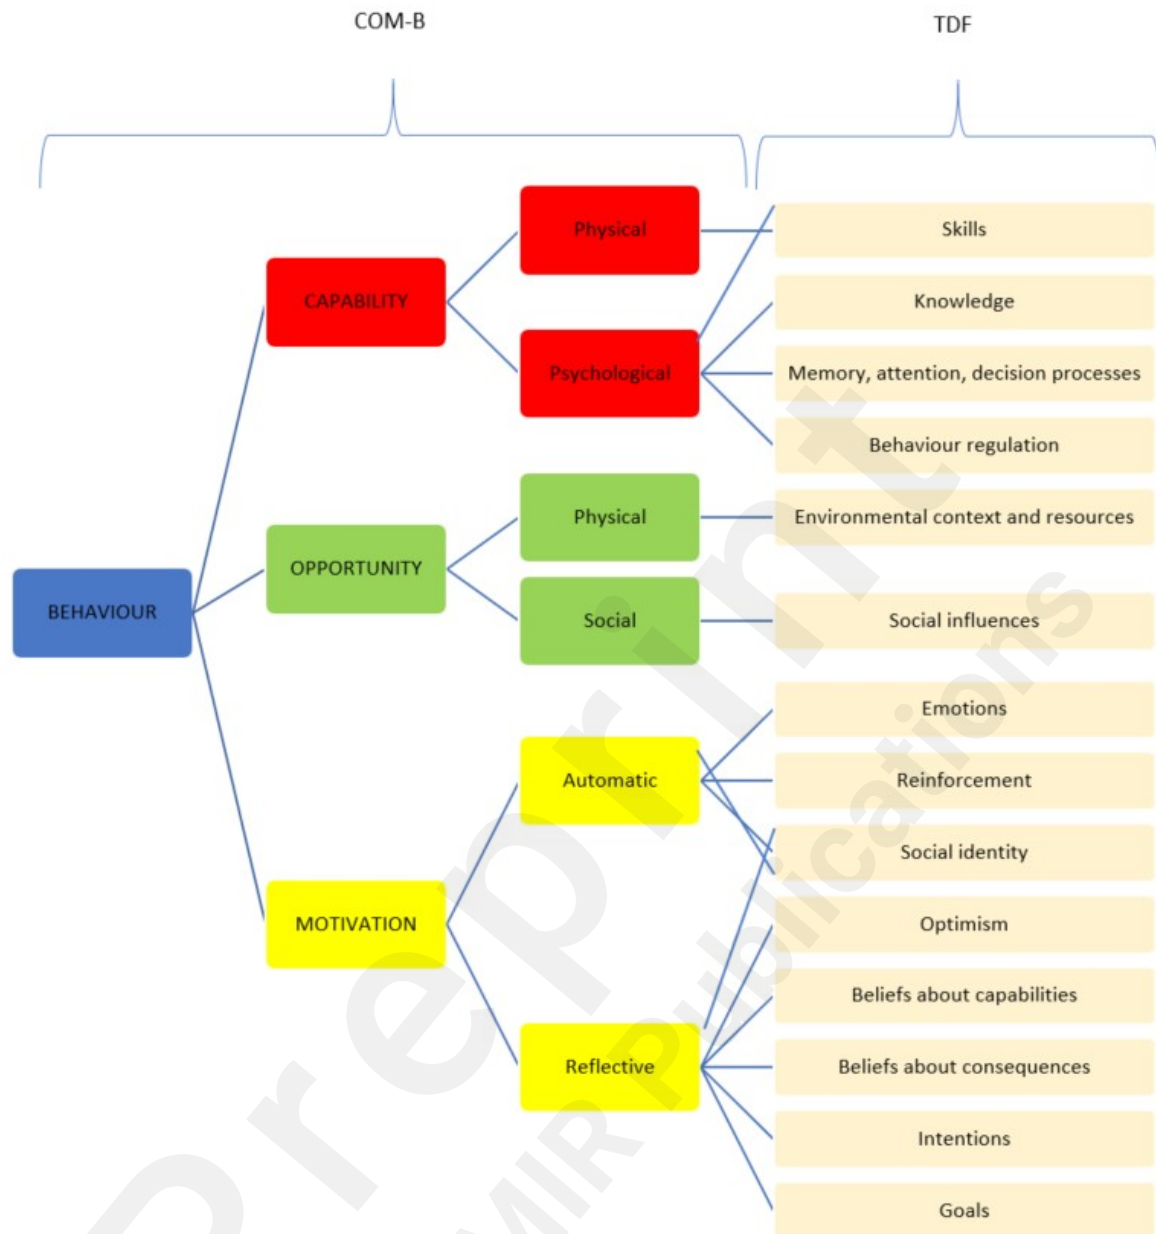 COM-B
TDF
BEHAVIOUR
CAPABILITY
OPPORTUNITY
MOTIVATION
Physical
Psychological
Physical
Social
Automatic
Reflective
Skills
Knowledge
Memory, attention, decision processes
Behaviour regulation
Environmental context and resources
Social influences
Emotions
Reinforcement
Social identity
Optimism
Beliefs about capabilities
Beliefs about consequences
Intentions
Goals
Preprint
MIR Publications